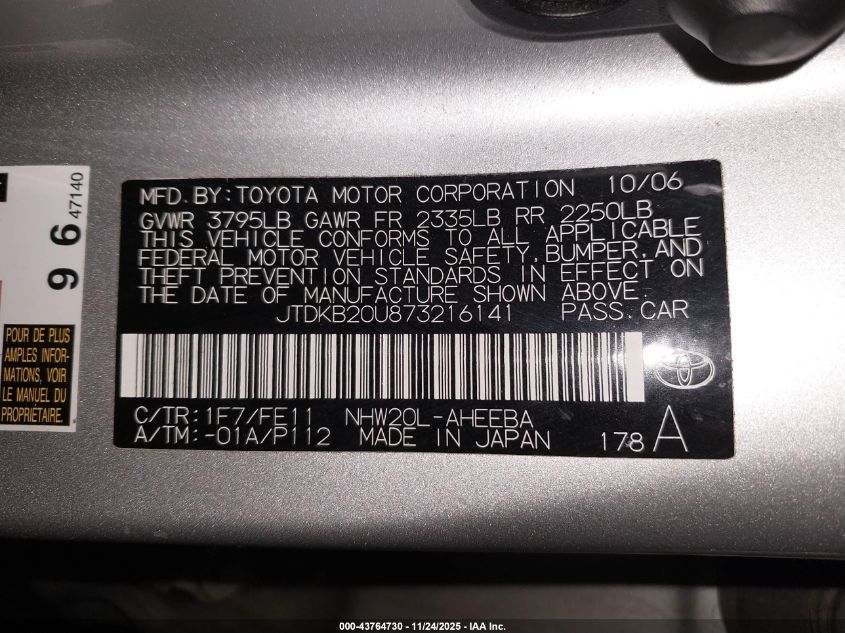 MFD.BY:TOYOTA MOTOR CORPORATION 10/06
GVWR 3795LB GAWR FR 2335LB RR 2250LB
THIS VEHICLE CONFORMS TO ALL APPLICABLE
FEDERAL MOTOR VEHICLE SAFETY,BUMPER,AND
THEFT PREVENTION STANDARDS IN EFFECT ON
THE DATE OF MANUFACTURE SHOWN ABOVE.
JTDKB20U873216141 PASS.CAR
C/TR:1F7/FE11 NHW20L-AHEEBA
A/TM:-01A/P112 MADE IN JAPAN 178 A
96 47140
POUR DE PLUS
AMPLES INFOR-
MATIONS, VOIR
LE MANUEL DU
PROPRIÉTAIRE.
000-43764730 - 11/24/2025 - IAA Inc.